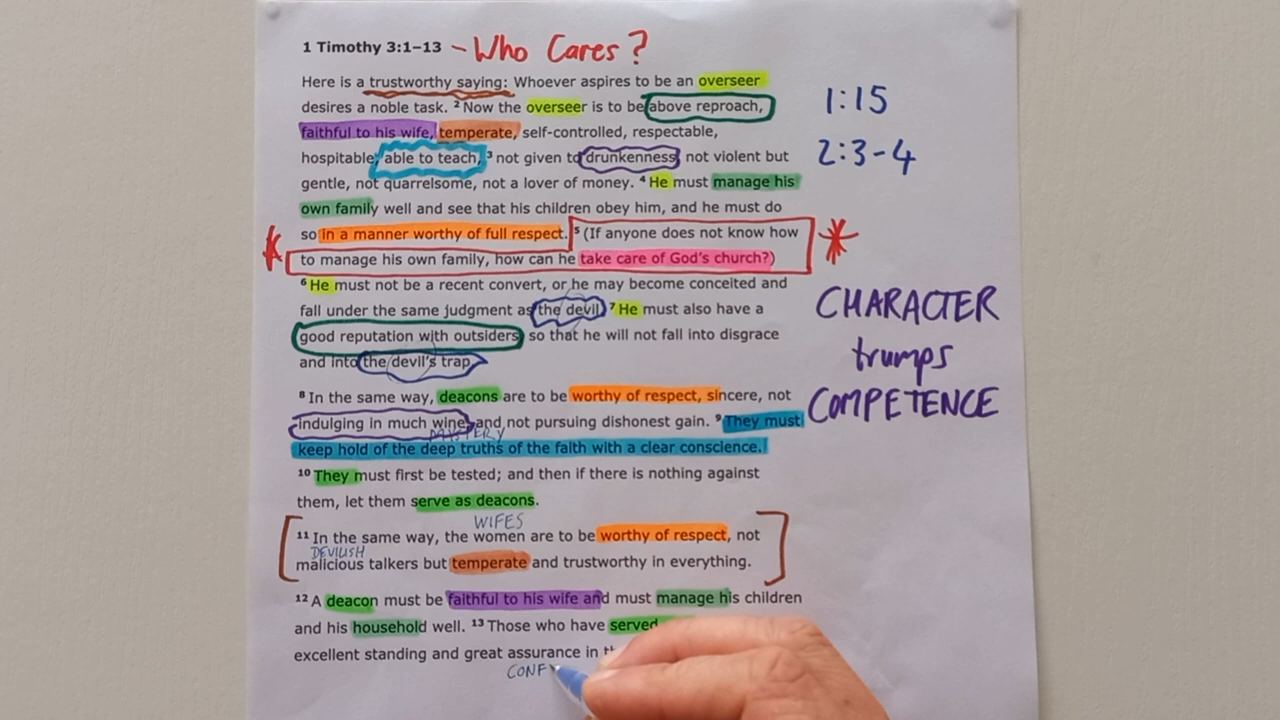 1 Timothy 3:1–13 – Who Cares?
Here is a trustworthy saying: Whoever aspires to be an overseer
desires a noble task. ² Now the overseer is to be above reproach,
faithful to his wife, temperate, self-controlled, respectable,
hospitable, able to teach, ³ not given to drunkenness, not violent but
gentle, not quarrelsome, not a lover of money. ⁴ He must manage his
own family well and see that his children obey him, and he must do
so in a manner worthy of full respect. ⁵ (If anyone does not know how
to manage his own family, how can he take care of God's church?)
⁶ He must not be a recent convert, or he may become conceited and
fall under the same judgment as the devil. ⁷ He must also have a
good reputation with outsiders, so that he will not fall into disgrace
and into the devil's trap.
⁸ In the same way, deacons are to be worthy of respect, sincere, not
indulging in much wine, and not pursuing dishonest gain. ⁹ They must
MYSTERY
keep hold of the deep truths of the faith with a clear conscience.
¹⁰ They must first be tested; and then if there is nothing against
them, let them serve as deacons.
WIFES
¹¹ In the same way, the women are to be worthy of respect, not
DEVILISH
malicious talkers but temperate and trustworthy in everything.
¹² A deacon must be faithful to his wife and must manage his children
and his household well. ¹³ Those who have served
excellent standing and great assurance in
CONF
1:15
2:3-4
CHARACTER
trumps
COMPETENCE